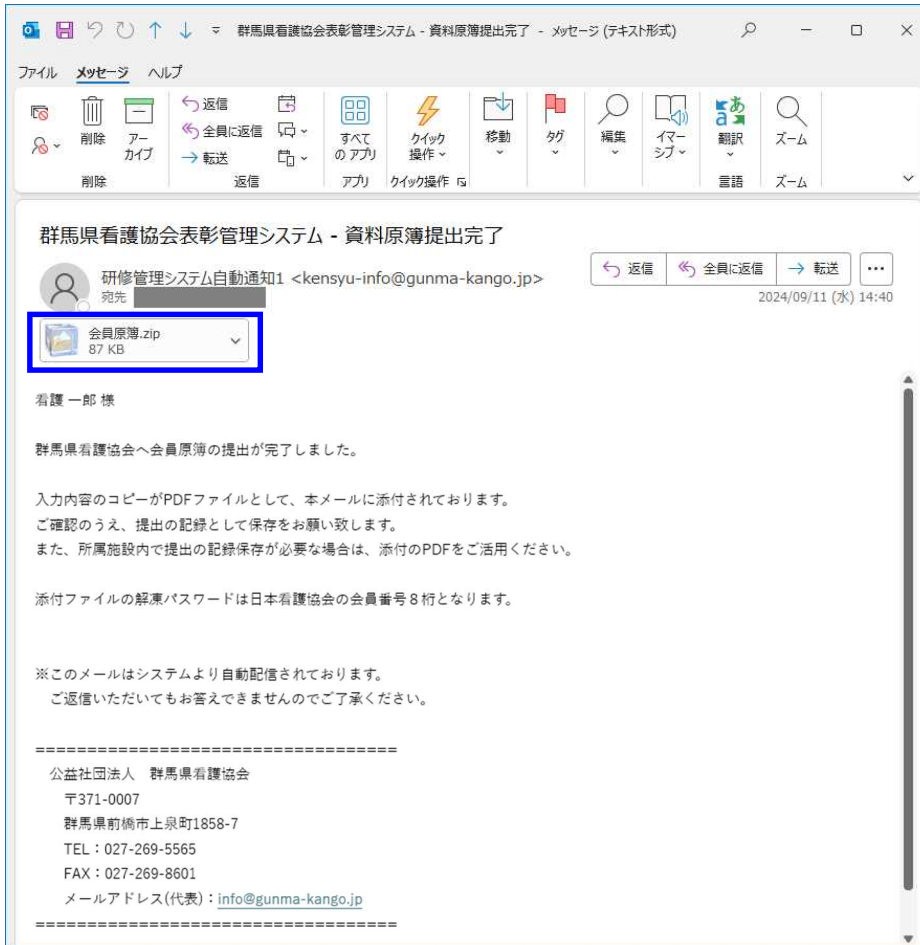 群馬県看護協会表彰管理システム - 資料原簿提出完了 - メッセージ (テキスト形式)
ファイル メッセージ ヘルプ
削除 アーカイブ 返信 全員に返信 転送 すべてのアプリ クイック操作 移動 タグ 編集 イマーシブ 翻訳 ズーム
削除 返信 アプリ クイック操作 言語 ズーム
群馬県看護協会表彰管理システム - 資料原簿提出完了
研修管理システム自動通知1 <kensyu-info@gunma-kango.jp>
宛先
返信 全員に返信 転送
2024/09/11 (水) 14:40
会員原簿.zip
87 KB
看護 一郎 様
群馬県看護協会へ会員原簿の提出が完了しました。
入力内容のコピーがPDFファイルとして、本メールに添付されております。
ご確認のうえ、提出の記録として保存をお願い致します。
また、所属施設内で提出の記録保存が必要な場合は、添付のPDFをご活用ください。
添付ファイルの解凍パスワードは日本看護協会の会員番号8桁となります。
※このメールはシステムより自動配信されております。
ご返信いただいてもお答えできませんのでご了承ください。
===================================
公益社団法人 群馬県看護協会
〒371-0007
群馬県前橋市上泉町1858-7
TEL：027-269-5565
FAX：027-269-8601
メールアドレス(代表)：info@gunma-kango.jp
===================================